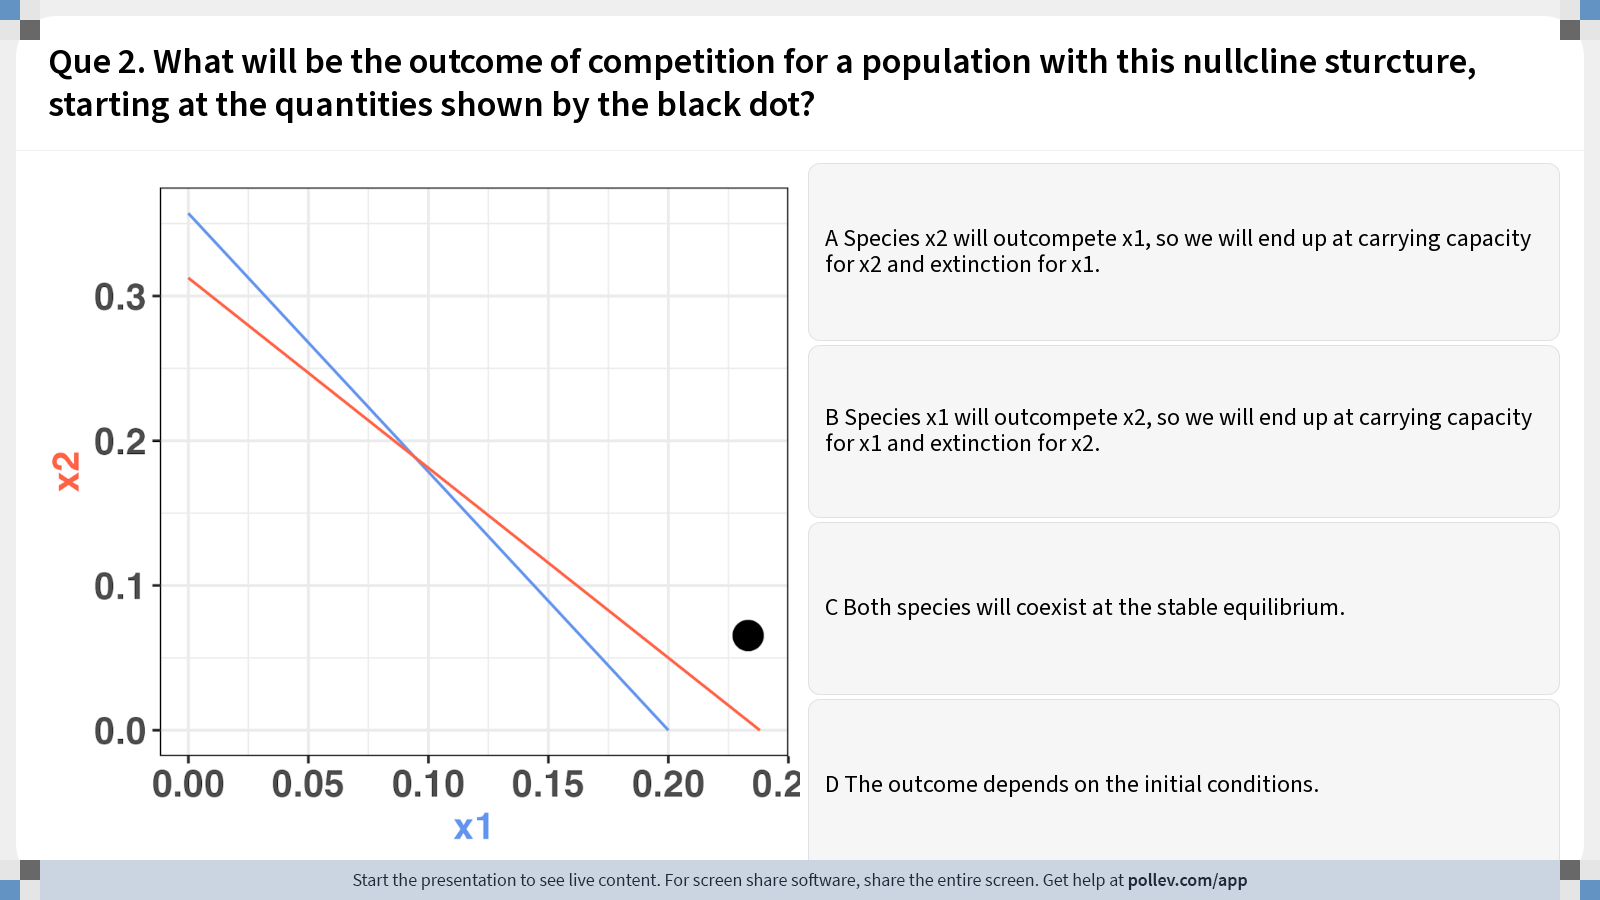 Que 2. What will be the outcome of competition for a population with this nullcline sturcture,
starting at the quantities shown by the black dot?
A Species x2 will outcompete x1, so we will end up at carrying capacity
for x2 and extinction for x1.
B Species x1 will outcompete x2, so we will end up at carrying capacity
for x1 and extinction for x2.
C Both species will coexist at the stable equilibrium.
D The outcome depends on the initial conditions.
0.3
0.2
0.1
0.0
x2
0.00 0.05 0.10 0.15 0.20 0.2
x1
Start the presentation to see live content. For screen share software, share the entire screen. Get help at pollev.com/app